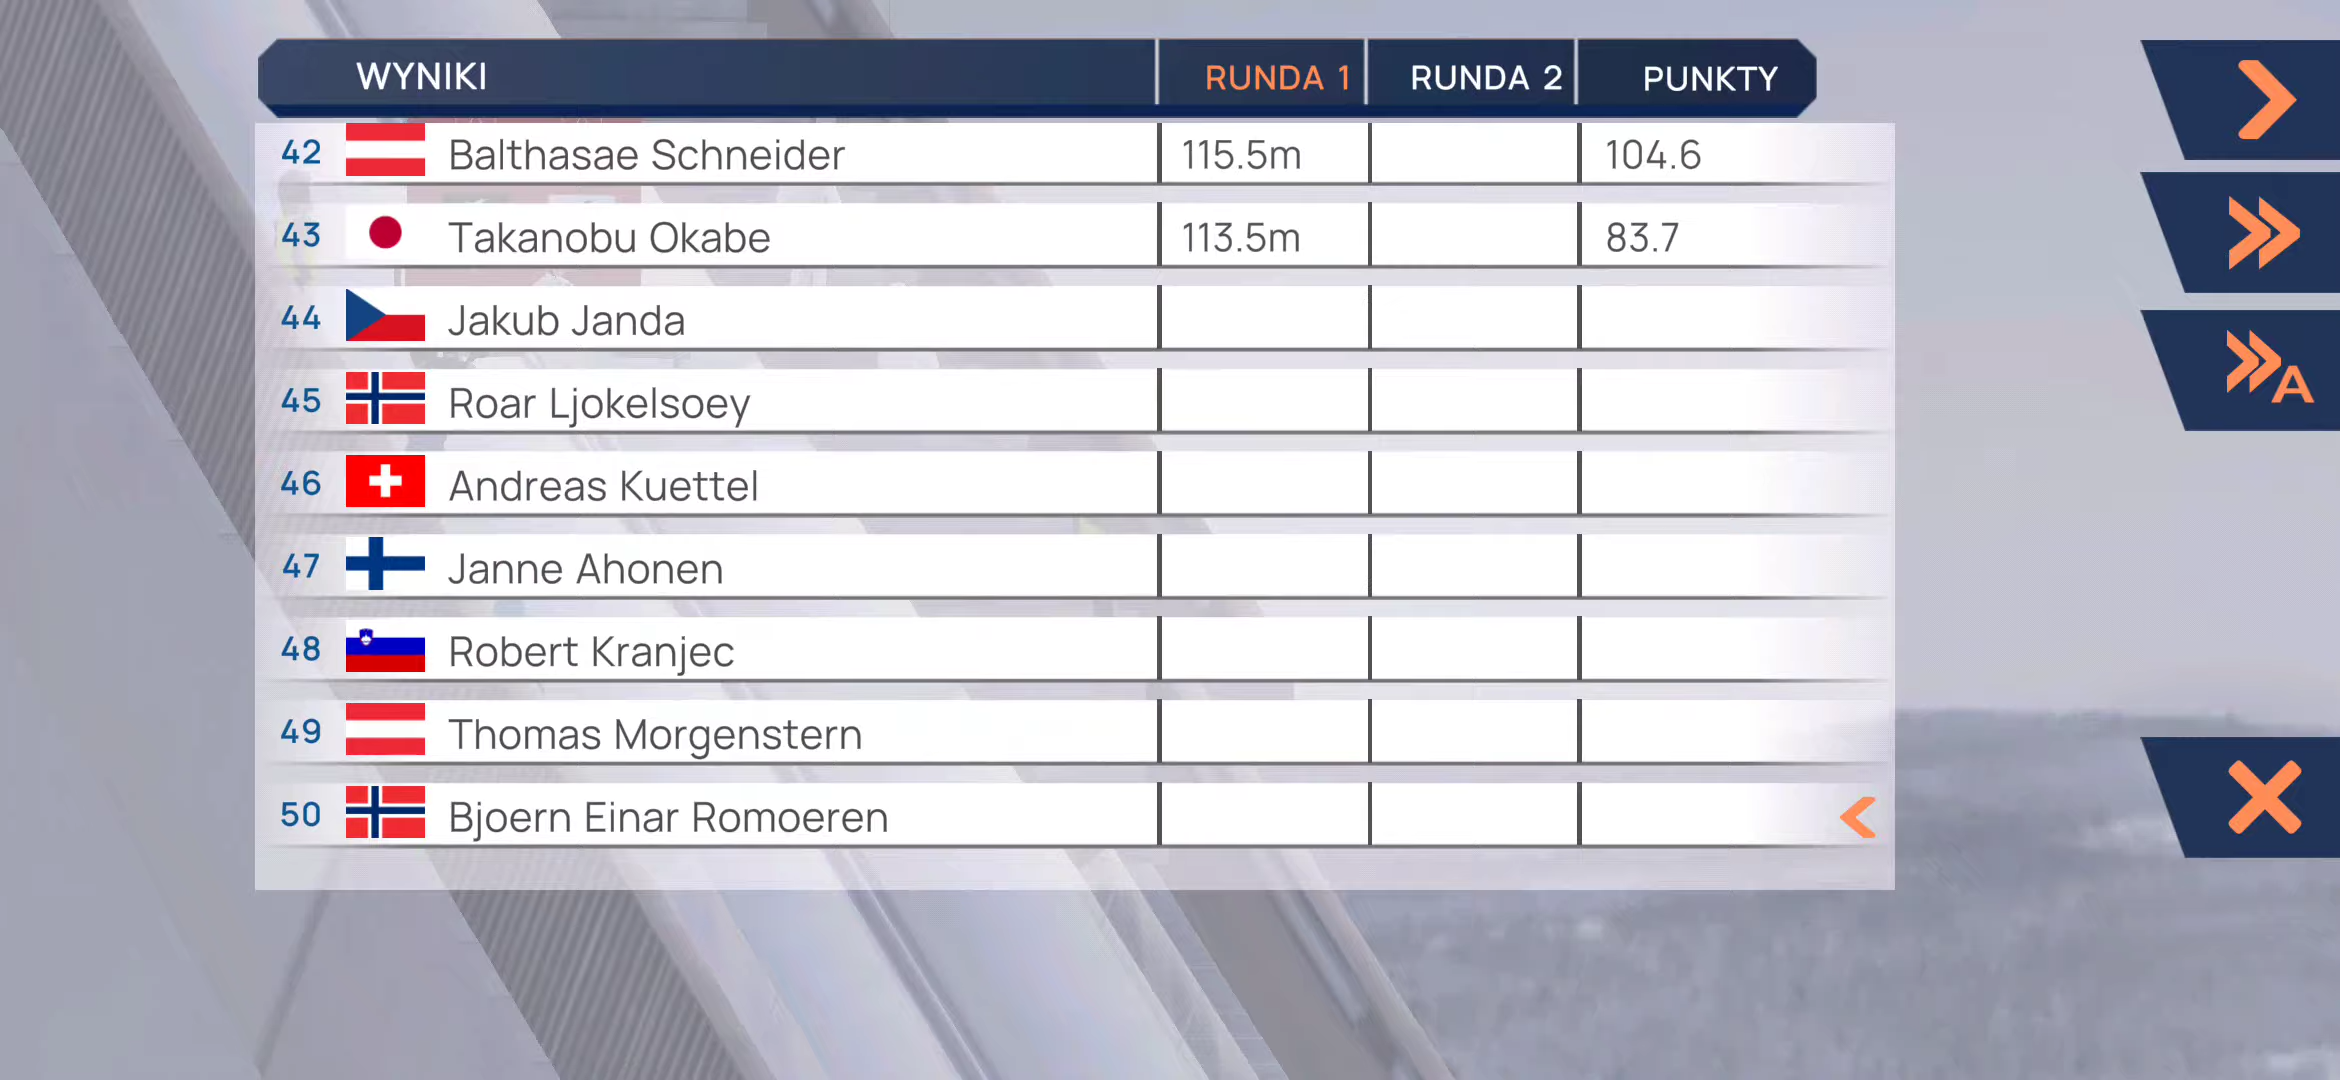 WYNIKI RUNDA 1 RUNDA 2 PUNKTY
42 Balthasae Schneider 115.5m 104.6
43 Takanobu Okabe 113.5m 83.7
44 Jakub Janda
45 Roar Ljokelsoey
46 Andreas Kuettel
47 Janne Ahonen
48 Robert Kranjec
49 Thomas Morgenstern
50 Bjoern Einar Romoeren
A